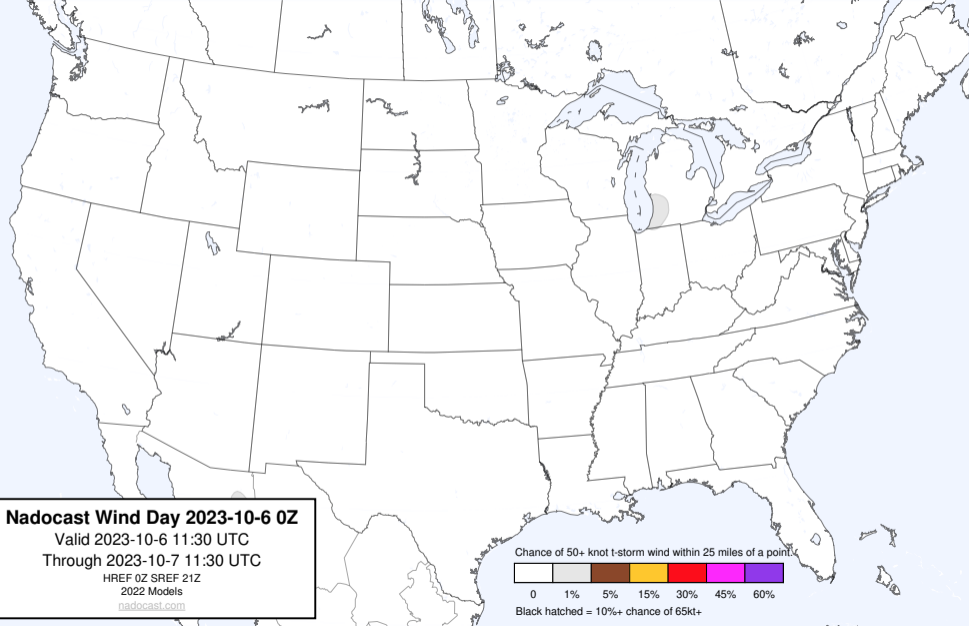 Nadocast Wind Day 2023-10-6 0Z
Valid 2023-10-6 11:30 UTC
Through 2023-10-7 11:30 UTC
HREF 0Z SREF 21Z
2022 Models
nadocast.com
Chance of 50+ knot t-storm wind within 25 miles of a point.
0 1% 5% 15% 30% 45% 60%
Black hatched = 10%+ chance of 65kt+